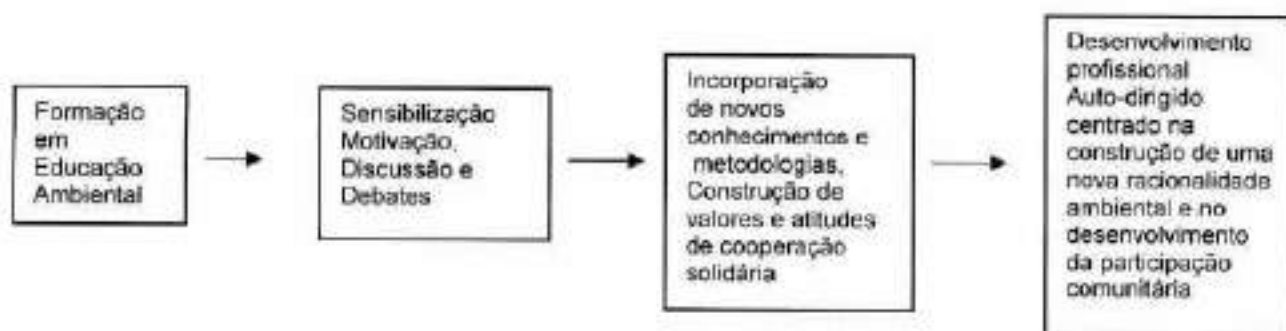 Formação
em
Educação
Ambiental
Sensibilização
Motivação,
Discussão e
Debates
Incorporação
de novos
conhecimentos e
metodologias,
Construção de
valores e atitudes
de cooperação
solidária
Desenvolvimento
profissional
Auto-dirigido
centrado na
construção de uma
nova racionalidade
ambiental e no
desenvolvimento
da participação
comunitária